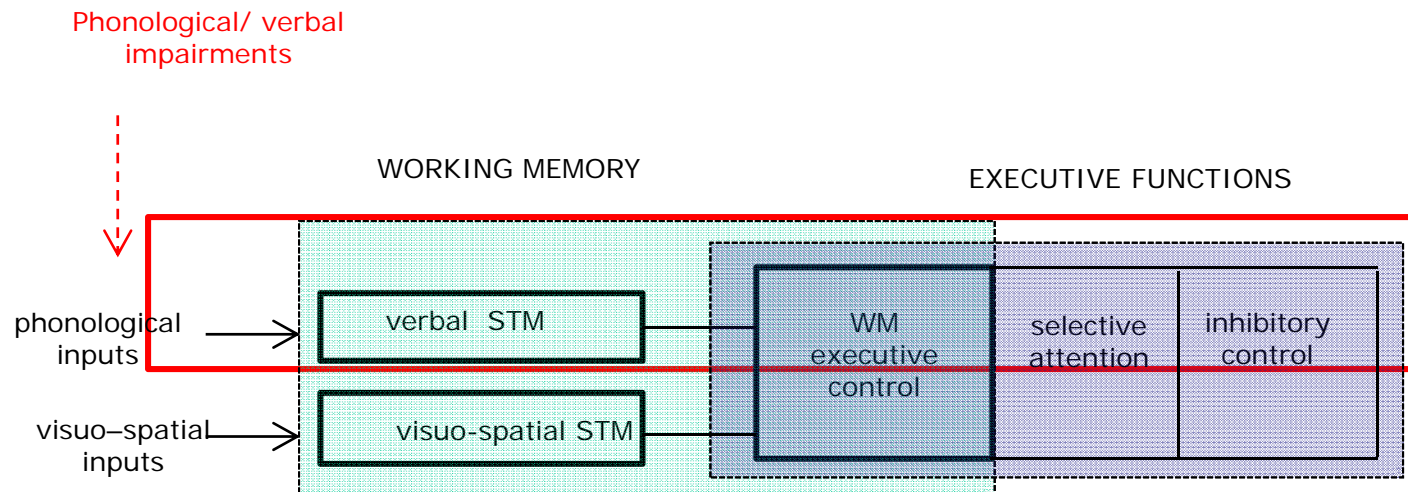 Phonological/ verbal
impairments
WORKING MEMORY
EXECUTIVE FUNCTIONS
phonological
inputs
verbal STM
WM
executive
control
selective
attention
inhibitory
control
visuo–spatial
inputs
visuo-spatial STM